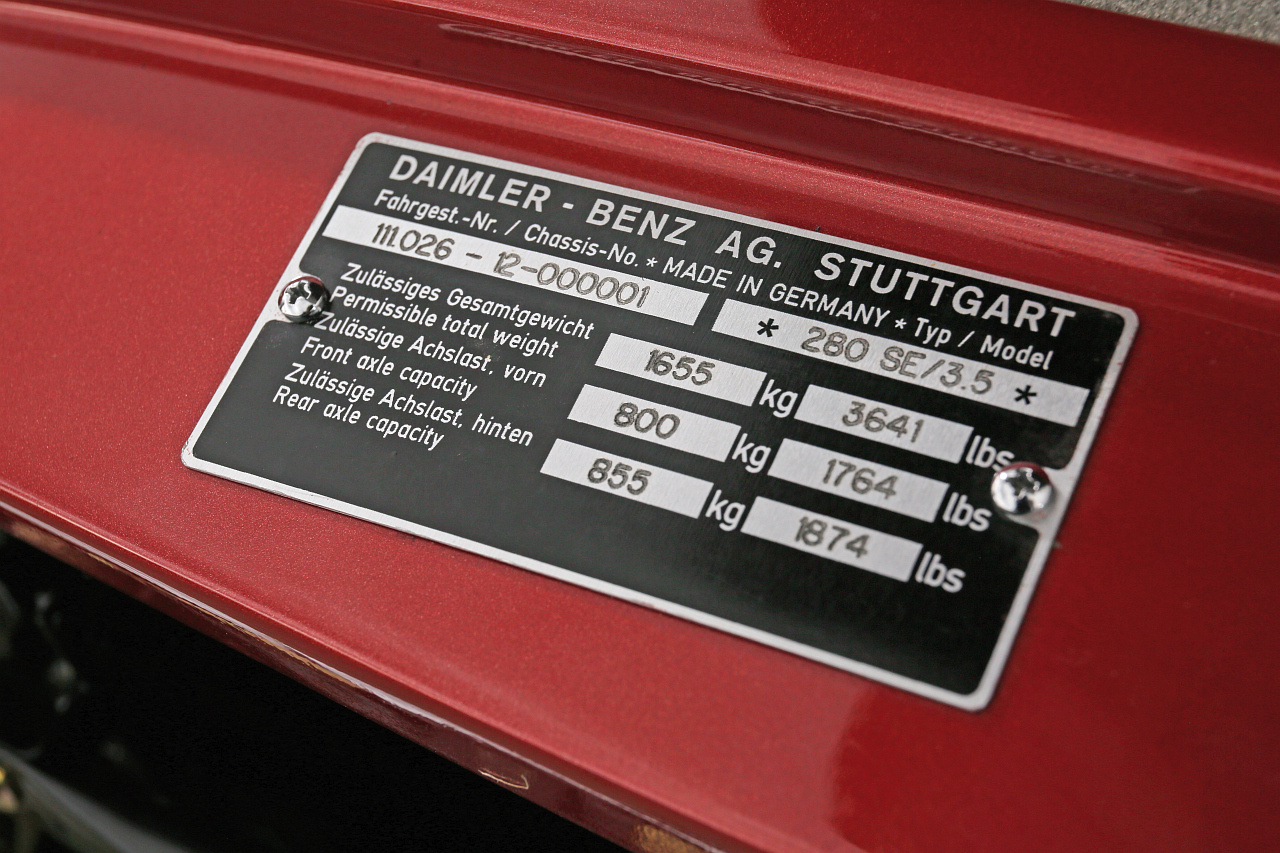 DAIMLER - BENZ AG. STUTTGART
Fahrgest.-Nr. / Chassis-No. * MADE IN GERMANY * Typ / Model
111.026 - 12-000001 * 280 SE/3.5 *
Zulässiges Gesamtgewicht
Permissible total weight 1655 kg 3641 lbs
Zulässige Achslast, vorn
Front axle capacity 800 kg 1764 lbs
Zulässige Achslast, hinten
Rear axle capacity 855 kg 1874 lbs